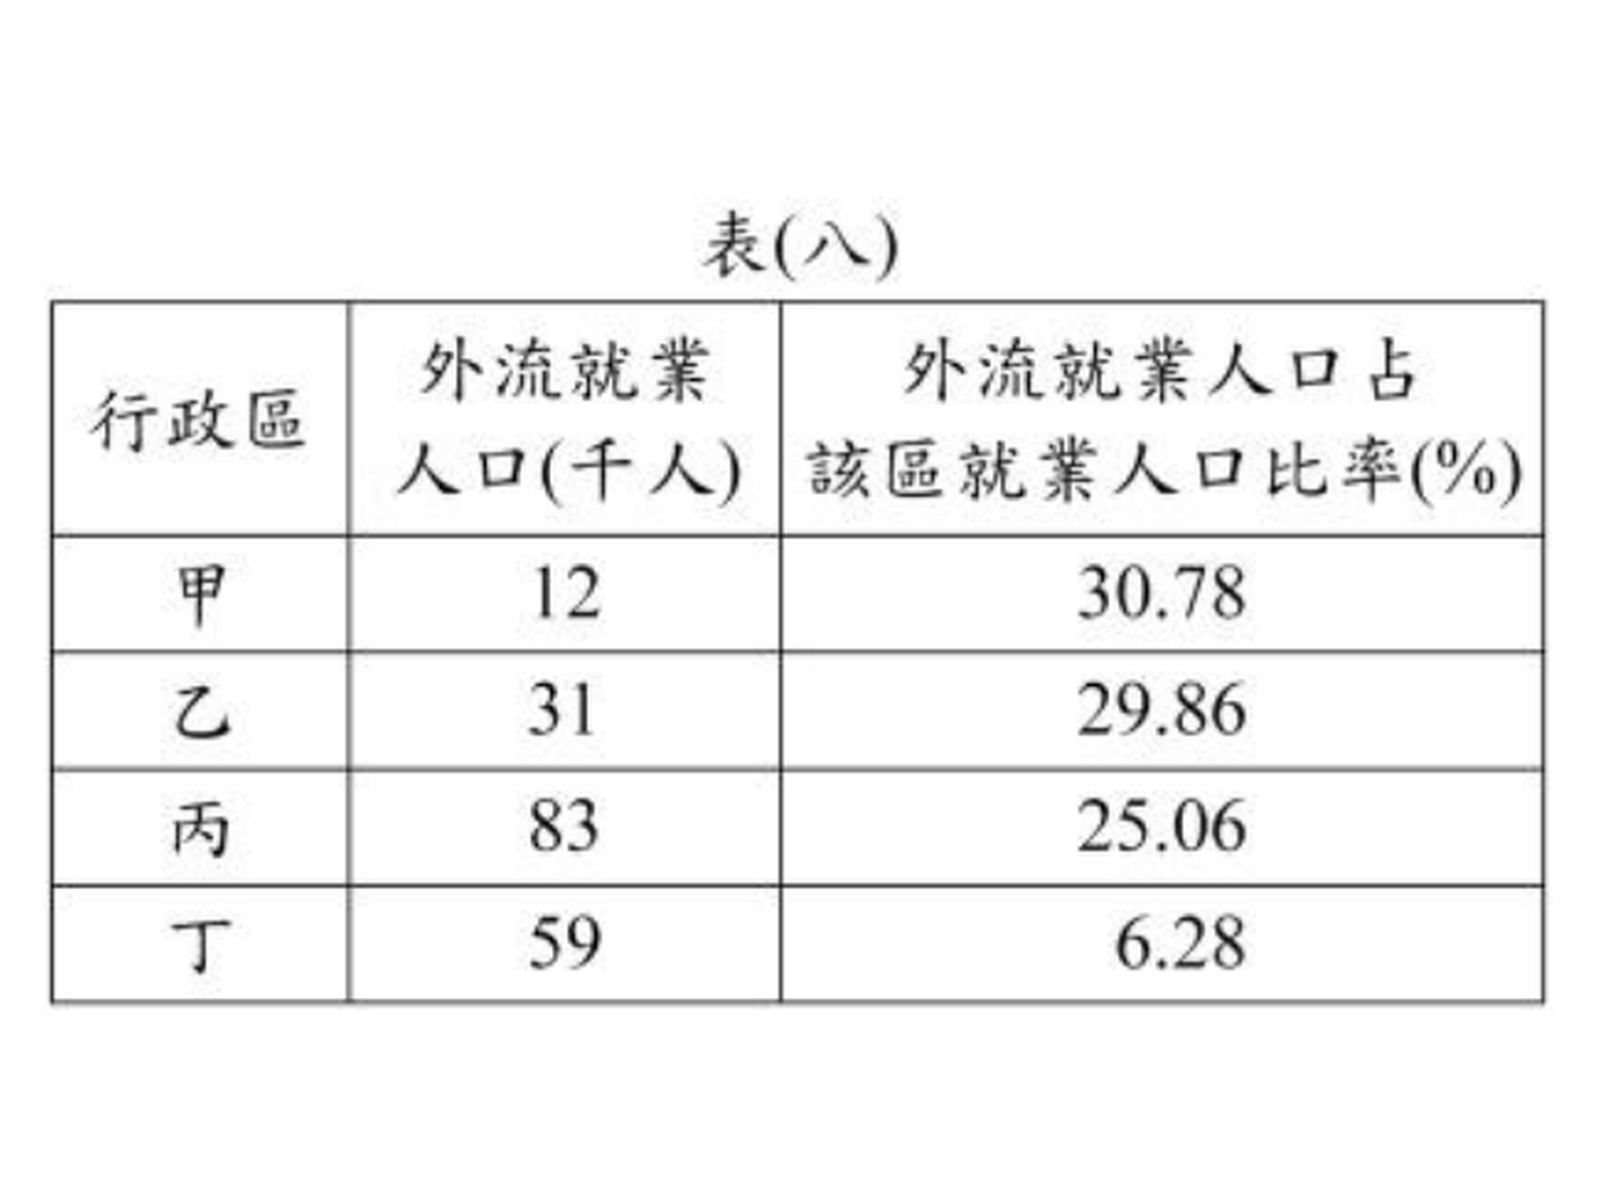 表(八)
行政區
外流就業
人口(千人)
外流就業人口占
該區就業人口比率(%)
甲 12 30.78
乙 31 29.86
丙 83 25.06
丁 59 6.28